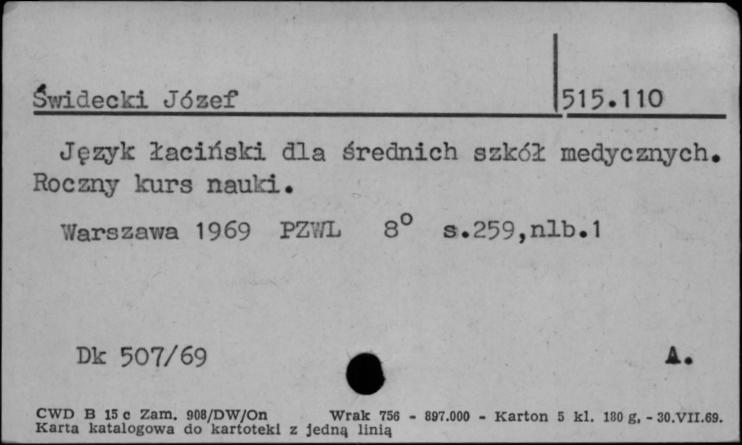 Świdecki Józef 515.110
Język łaciński dla średnich szkół medycznych.
Roczny kurs nauki.
Warszawa 1969 PZWL 8° s.259,nlb.1
Dk 507/69 A.
CWD B 15 c Zam. 908/DW/On Wrak 756 - 897.000 - Karton 5 kl. 180 g. - 30.VII.69.
Karta katalogowa do kartoteki z jedną linią